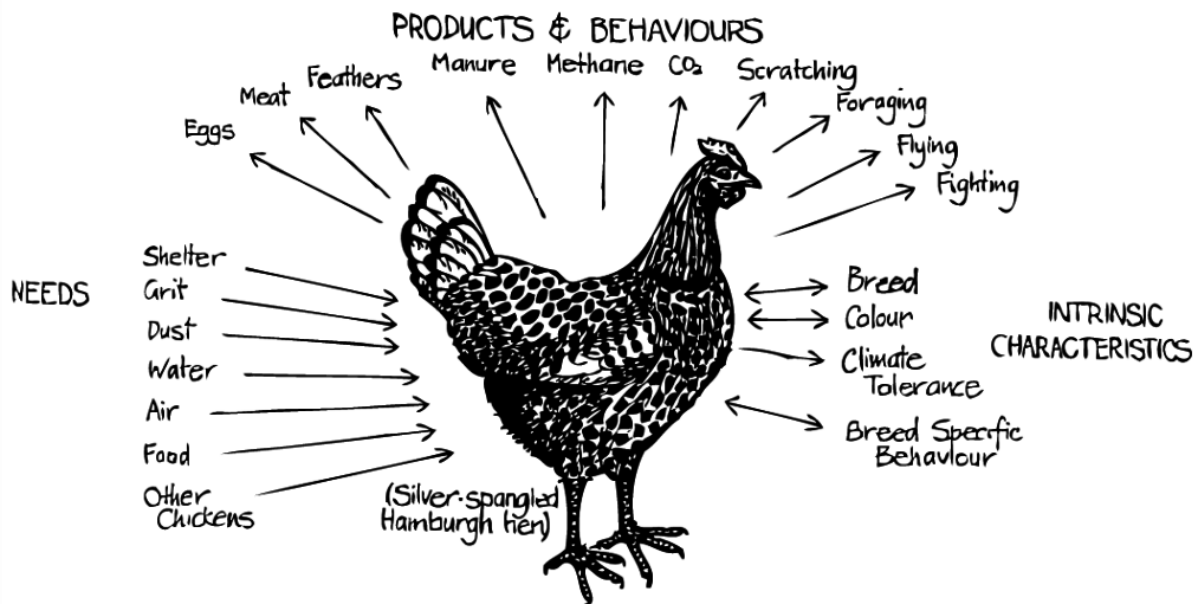 PRODUCTS & BEHAVIOURS
Eggs
Meat
Feathers
Manure
Methane
CO₂
Scratching
Foraging
Flying
Fighting
NEEDS
Shelter
Grit
Dust
Water
Air
Food
Other
Chickens
(Silver-spangled
Hamburgh hen)
INTRINSIC
CHARACTERISTICS
Breed
Colour
Climate
Tolerance
Breed Specific
Behaviour